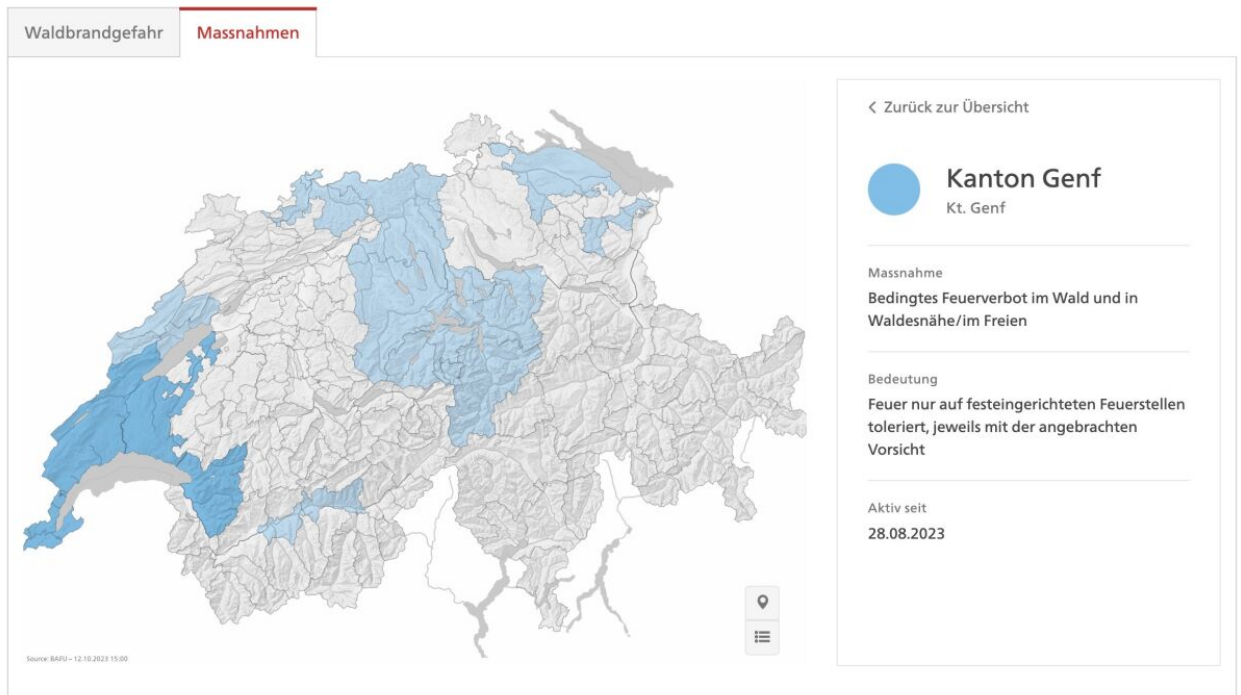 Waldbrandgefahr
Massnahmen
Zurück zur Übersicht
Kanton Genf
Kt. Genf
Massnahme
Bedingtes Feuerverbot im Wald und in
Waldesnähe/im Freien
Bedeutung
Feuer nur auf festeingerichteten Feuerstellen
toleriert, jeweils mit der angebrachten
Vorsicht
Aktiv seit
28.08.2023
Source: BAFU – 12.10.2023 15:00